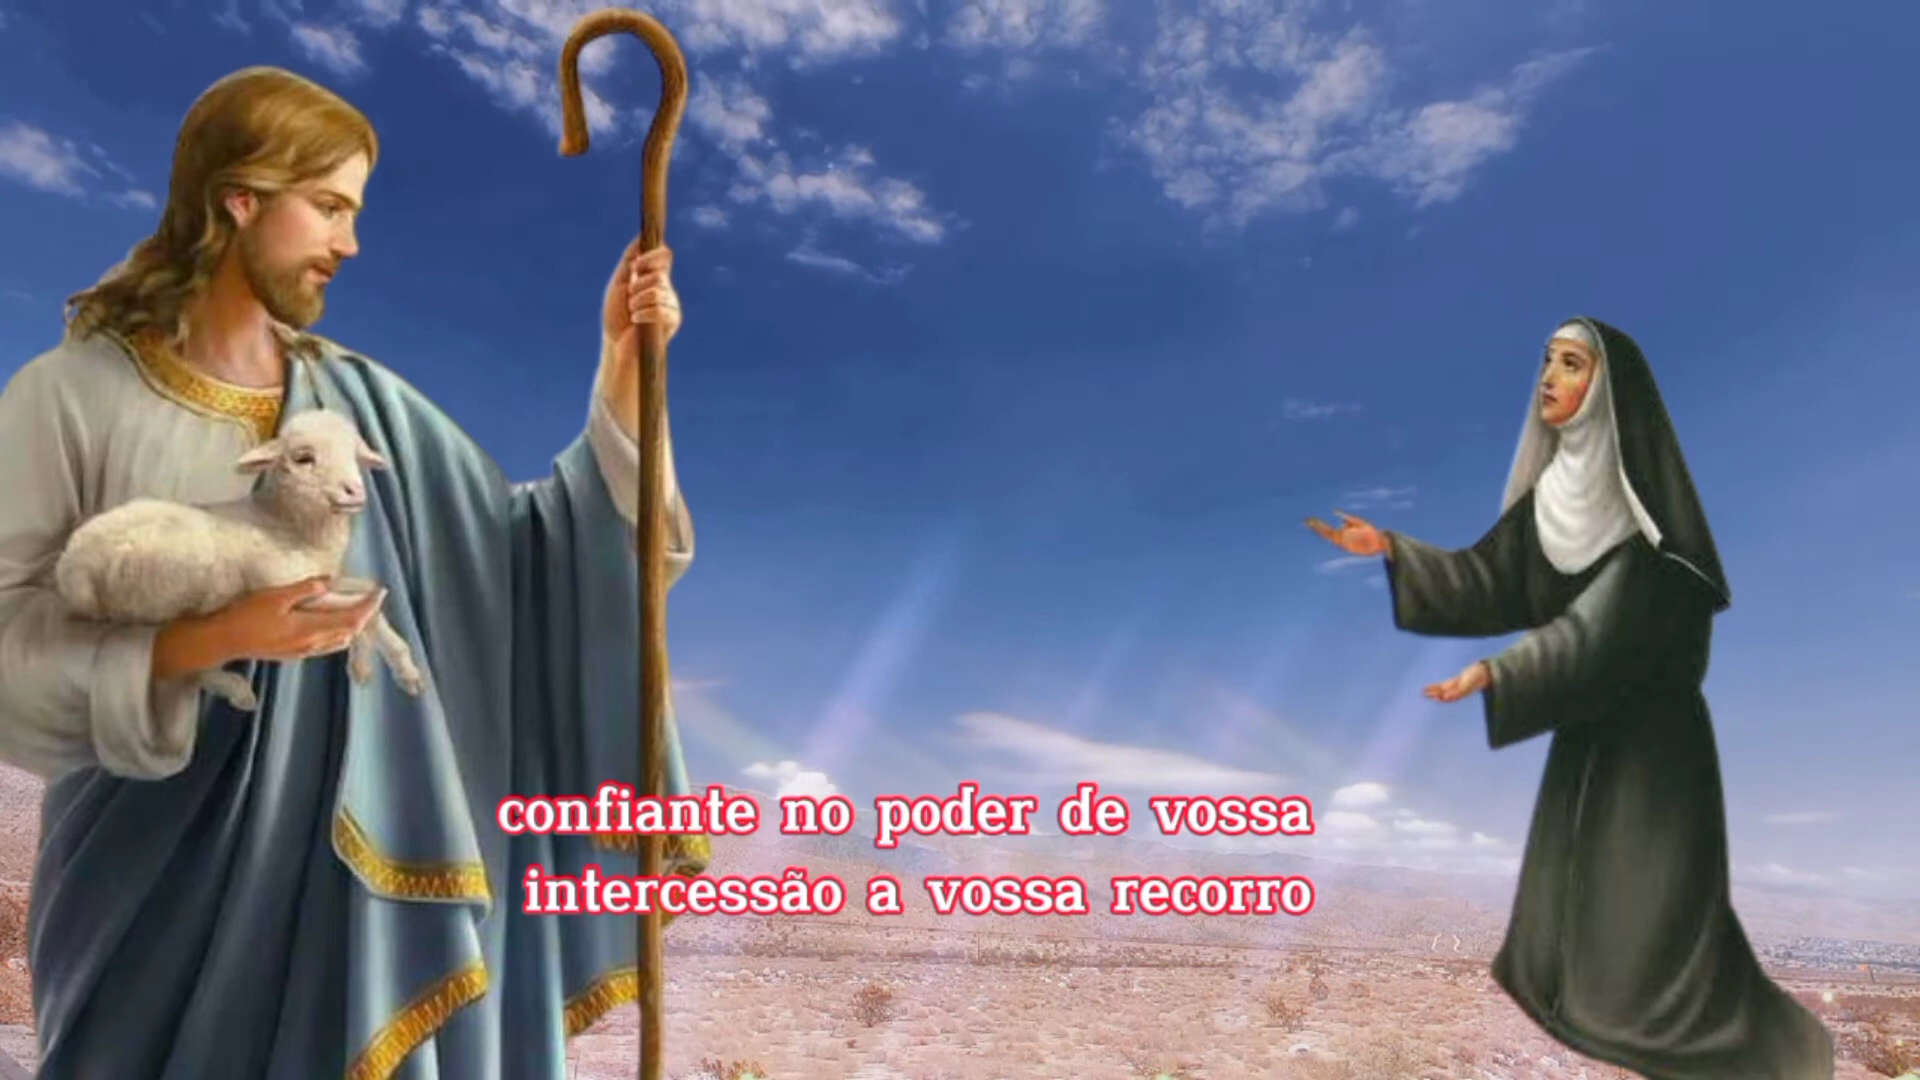 confiante no poder de vossa
intercessão a vossa recorro